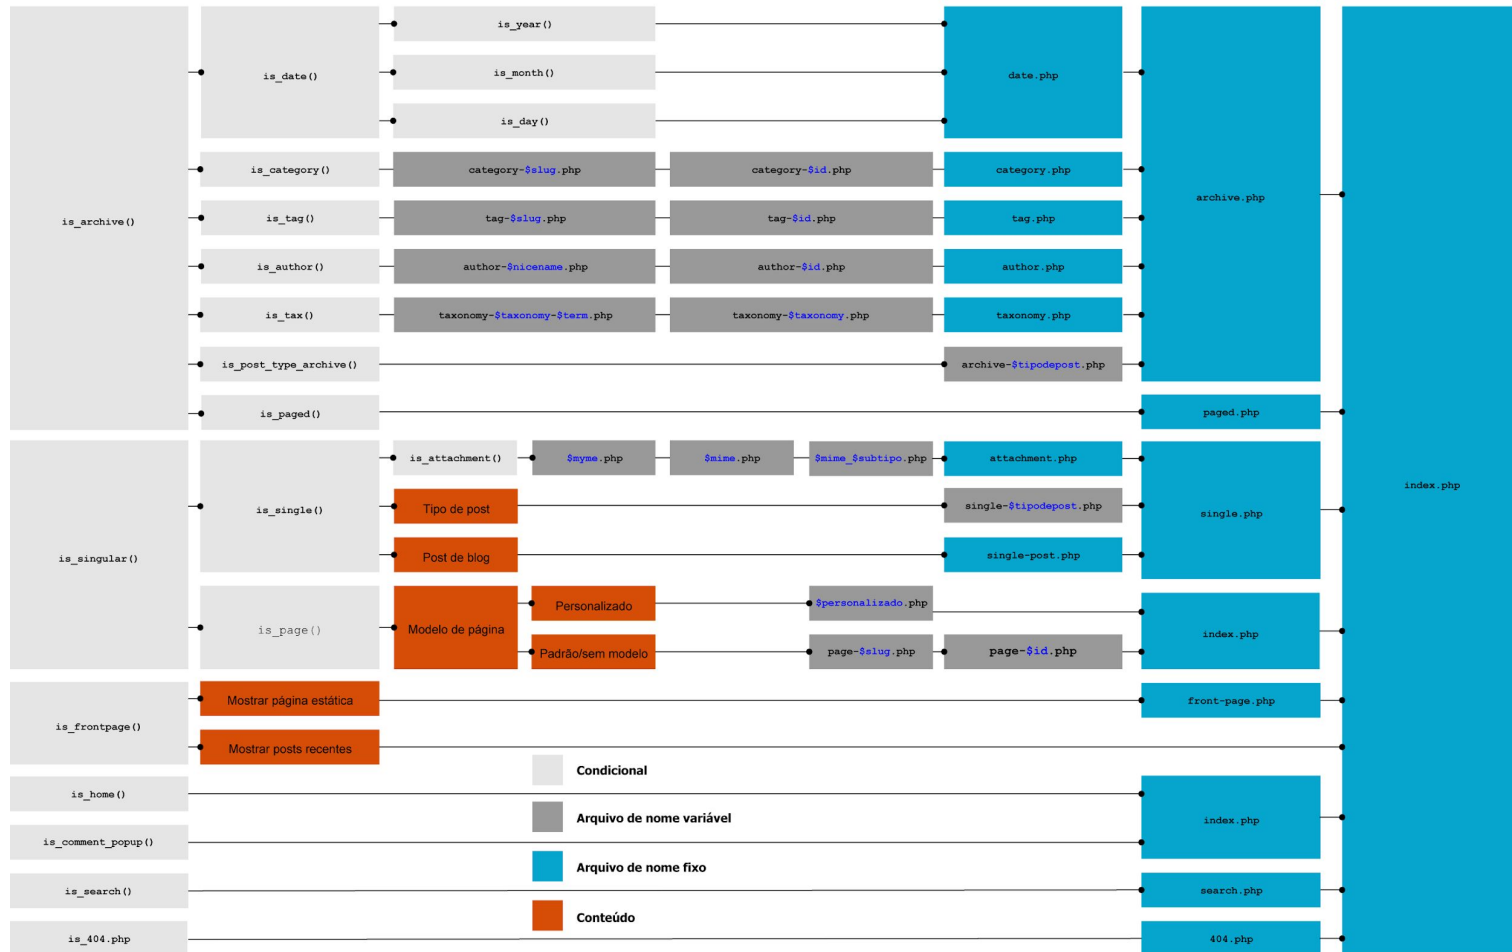 is_archive()
is_date()
is_year()
is_month()
is_day()
date.php
archive.php
index.php
is_category()
category-$slug.php
category-$id.php
category.php
is_tag()
tag-$slug.php
tag-$id.php
tag.php
is_author()
author-$nicename.php
author-$id.php
author.php
is_tax()
taxonomy-$taxonomy-$term.php
taxonomy-$taxonomy.php
taxonomy.php
is_post_type_archive()
archive-$tipodepost.php
is_paged()
paged.php
is_singular()
is_single()
is_attachment()
$myme.php
$mime.php
$mime_$subtipo.php
attachment.php
single.php
Tipo de post
single-$tipodepost.php
Post de blog
single-post.php
is_page()
Modelo de página
Personalizado
$personalizado.php
index.php
Padrão/sem modelo
page-$slug.php
page-$id.php
is_frontpage()
Mostrar página estática
front-page.php
Mostrar posts recentes
is_home()
index.php
is_comment_popup()
is_search()
search.php
is_404.php
404.php
Condicional
Arquivo de nome variável
Arquivo de nome fixo
Conteúdo